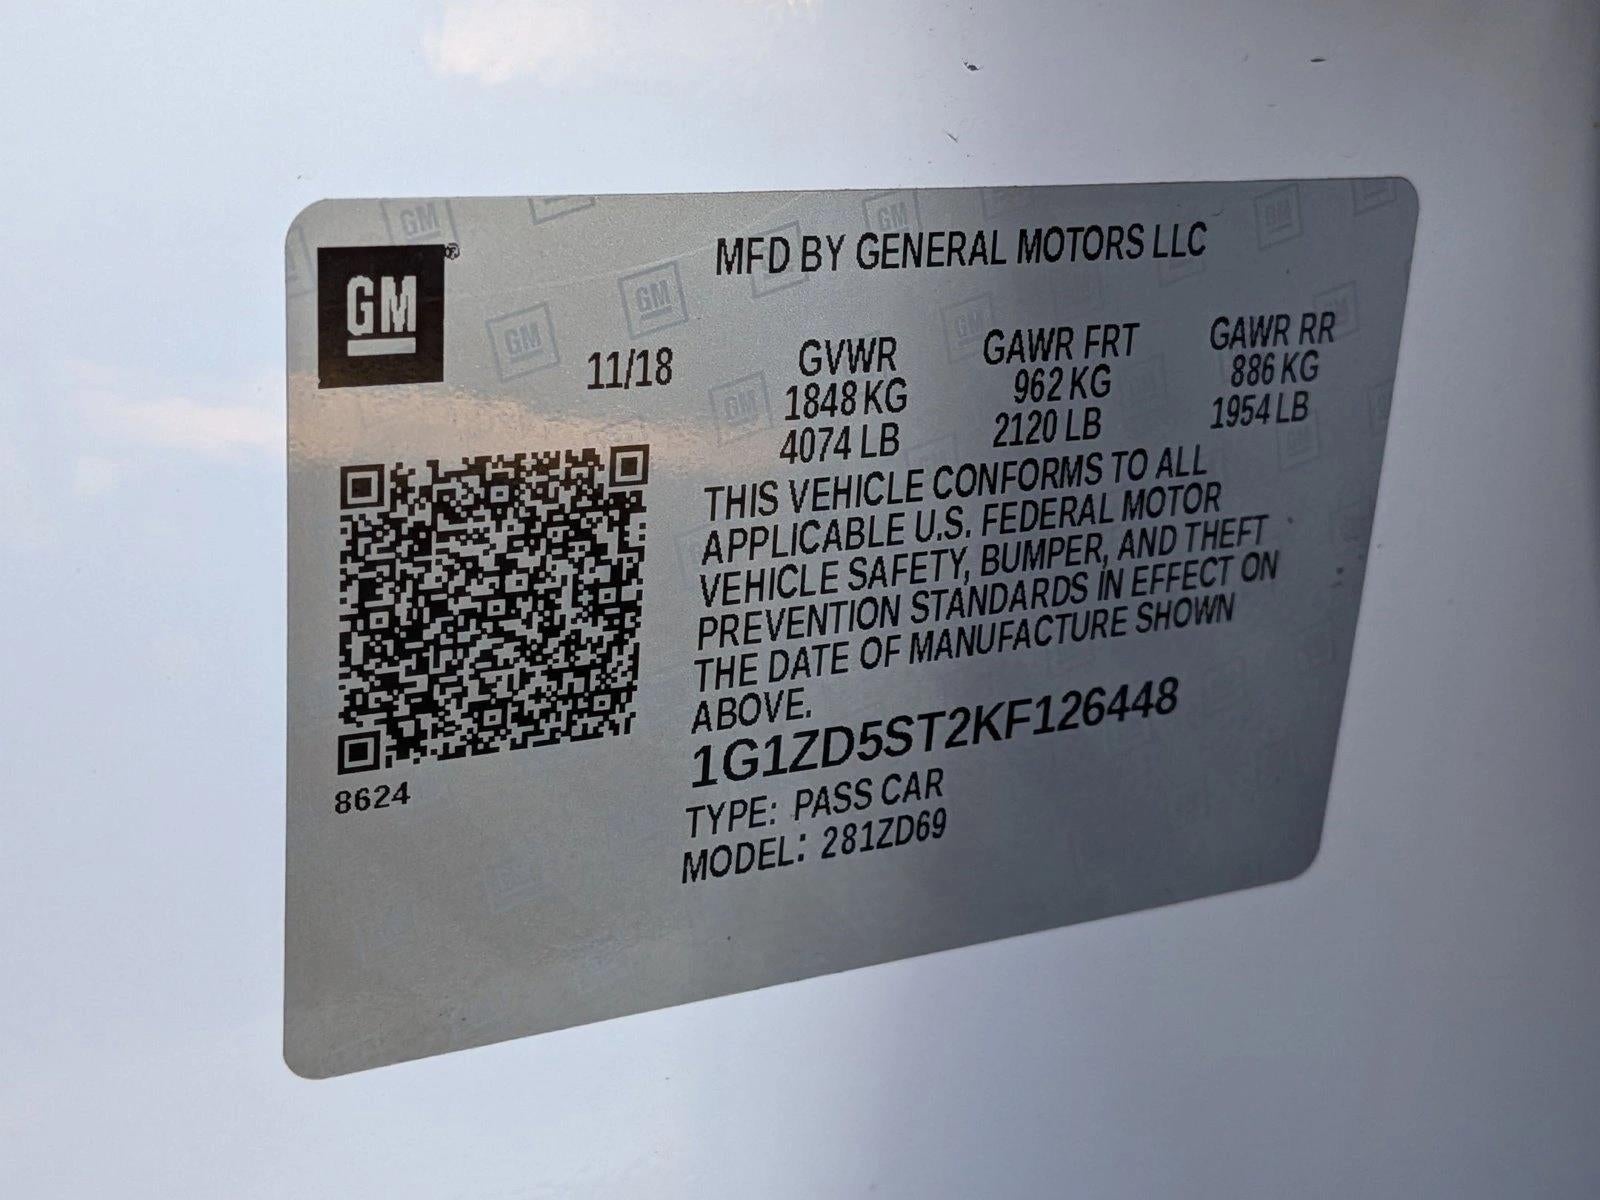 GM®
MFD BY GENERAL MOTORS LLC
11/18
GVWR GAWR FRT GAWR RR
1848 KG 962 KG 886 KG
4074 LB 2120 LB 1954 LB
THIS VEHICLE CONFORMS TO ALL
APPLICABLE U.S. FEDERAL MOTOR
VEHICLE SAFETY, BUMPER, AND THEFT
PREVENTION STANDARDS IN EFFECT ON
THE DATE OF MANUFACTURE SHOWN
ABOVE.
1G1ZD5ST2KF126448
TYPE: PASS CAR
MODEL: 281ZD69
8624